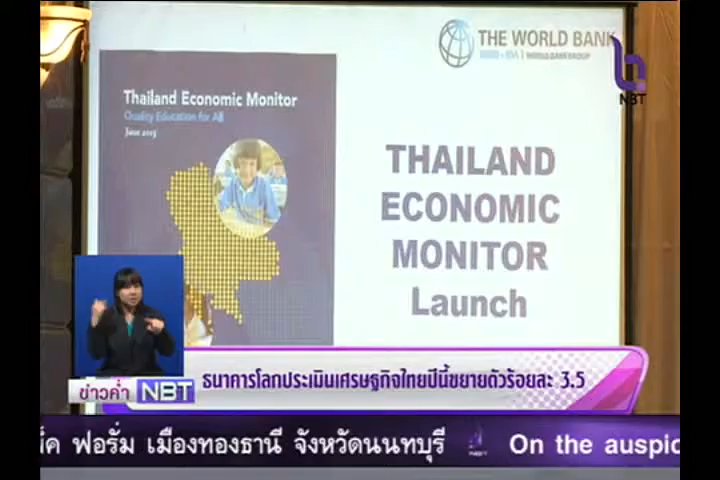 THE WORLD BANK
IBRD • IDA | WORLD BANK GROUP
NBT
Thailand Economic Monitor
Quality Education for All
June 2015
THAILAND
ECONOMIC
MONITOR
Launch
ธนาคารโลกประเมินเศรษฐกิจไทยปีนี้ขยายตัวร้อยละ 3.5
ข่าวค่ำ NBT
ฟอรั่ม เมืองทองธานี จังหวัดนนทบุรี On the auspic